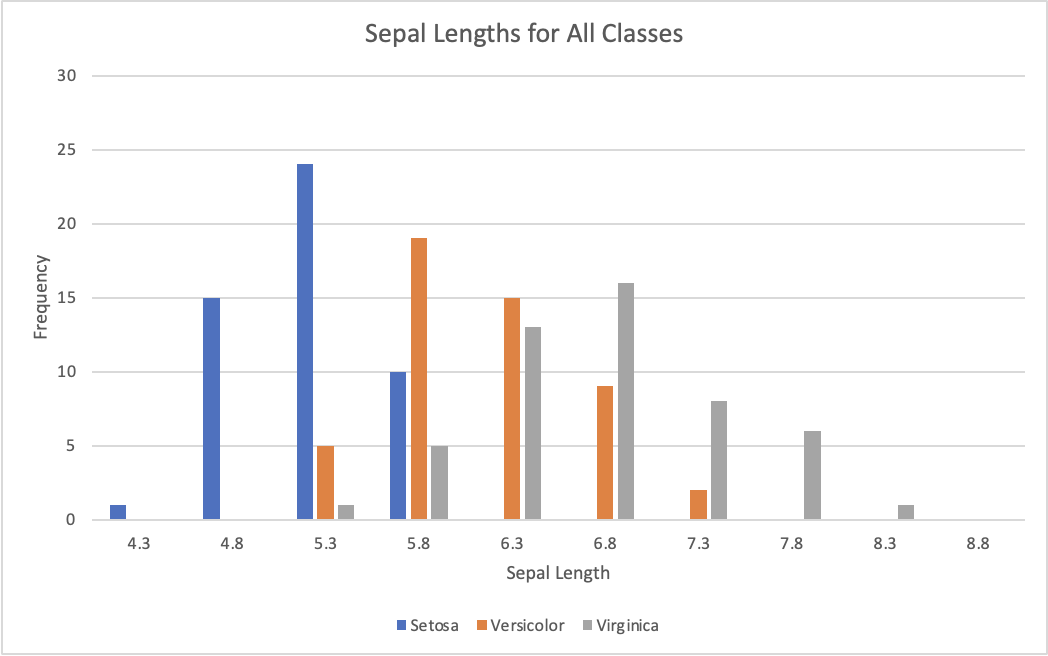 Sepal Lengths for All Classes
30
25
20
15
10
5
0
Frequency
4.3 4.8 5.3 5.8 6.3 6.8 7.3 7.8 8.3 8.8
Sepal Length
Setosa Versicolor Virginica